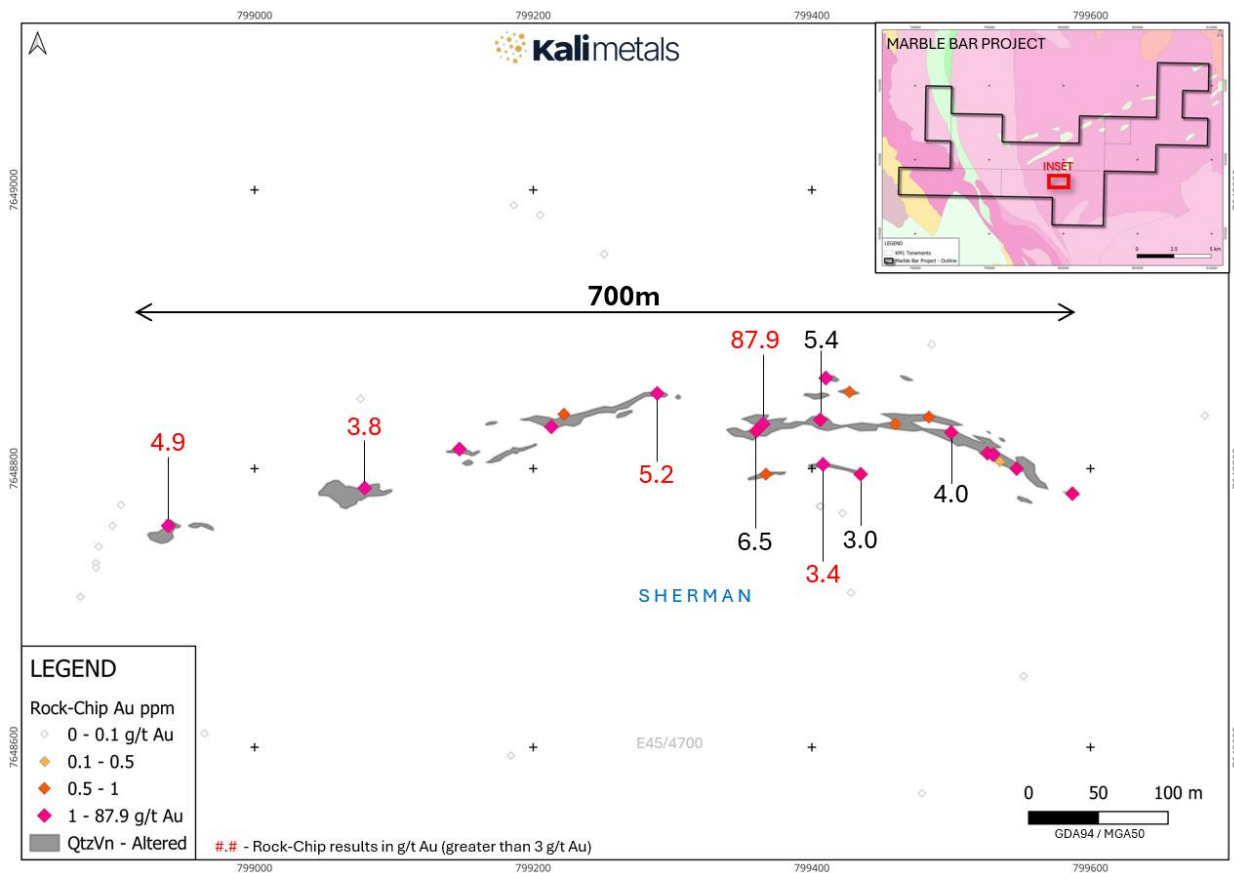 799000
799200
799400
799600
Kalimetals
MARBLE BAR PROJECT
INSET
LEGEND
KM1 Tenements
Marble Bar Project - Outline
0 2.5 5 km
7649000
700m
87.9
5.4
4.9
3.8
5.2
7648800
4.0
6.5
3.0
3.4
SHERMAN
LEGEND
Rock-Chip Au ppm
0 - 0.1 g/t Au
0.1 - 0.5
0.5 - 1
1 - 87.9 g/t Au
QtzVn - Altered
7648600
E45/4700
0 50 100 m
GDA94 / MGA50
#.# - Rock-Chip results in g/t Au (greater than 3 g/t Au)
799000
799200
799400
799600